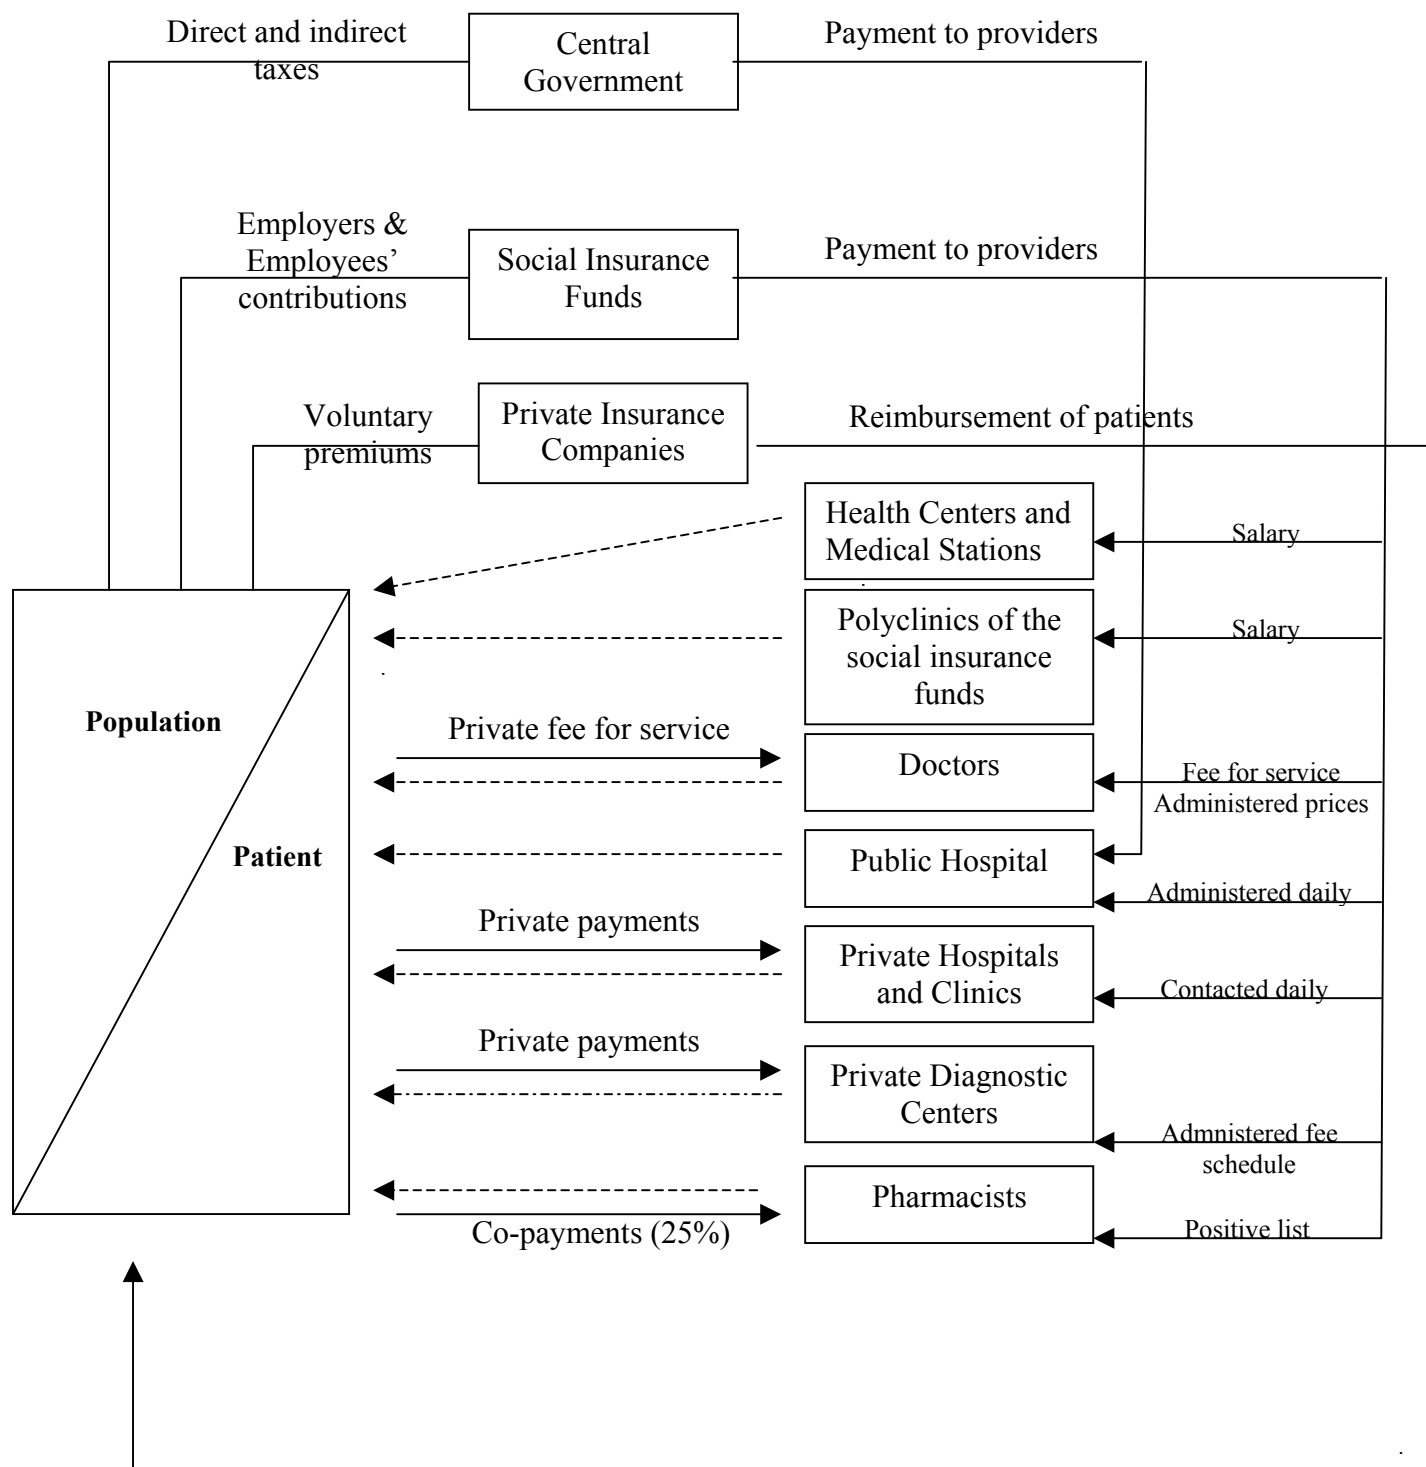 Direct and indirect
taxes
Central
Government
Payment to providers
Employers &
Employees’
contributions
Social Insurance
Funds
Payment to providers
Voluntary
premiums
Private Insurance
Companies
Reimbursement of patients
Health Centers and
Medical Stations
Salary
Polyclinics of the
social insurance
funds
Salary
Population
Patient
Private fee for service
Doctors
Fee for service
Administered prices
Public Hospital
Administered daily
Private payments
Private Hospitals
and Clinics
Contacted daily
Private payments
Private Diagnostic
Centers
Admnistered fee
schedule
Pharmacists
Co-payments (25%)
Positive list